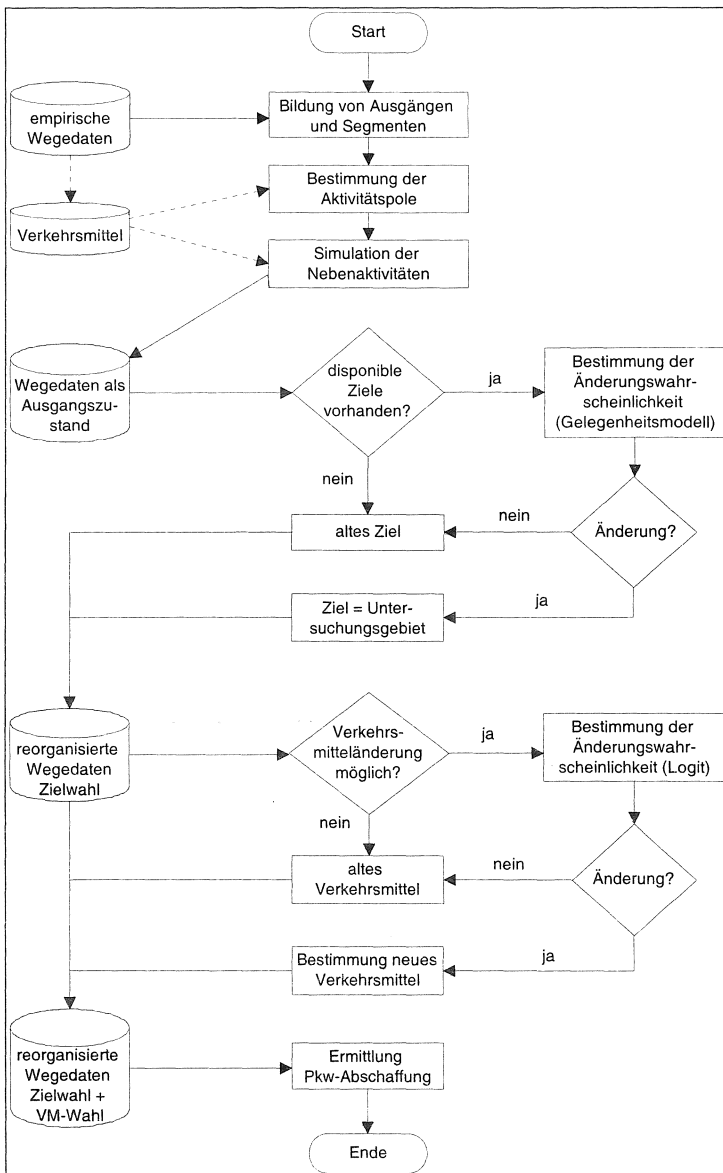 Start
empirische
Wegedaten
Bildung von Ausgängen
und Segmenten
Bestimmung der
Aktivitätspole
Verkehrsmittel
Simulation der
Nebenaktivitäten
Wegedaten als
Ausgangszu-
stand
disponible
Ziele
vorhanden?
ja
Bestimmung der
Änderungswahr-
scheinlichkeit
(Gelegenheitsmodell)
nein
altes Ziel
nein
Änderung?
Ziel = Unter-
suchungsgebiet
ja
reorganisierte
Wegedaten
Zielwahl
Verkehrs-
mitteländerung
möglich?
ja
Bestimmung der
Änderungswahr-
scheinlichkeit (Logit)
nein
altes
Verkehrsmittel
nein
Änderung?
Bestimmung neues
Verkehrsmittel
ja
reorganisierte
Wegedaten
Zielwahl +
VM-Wahl
Ermittlung
Pkw-Abschaffung
Ende